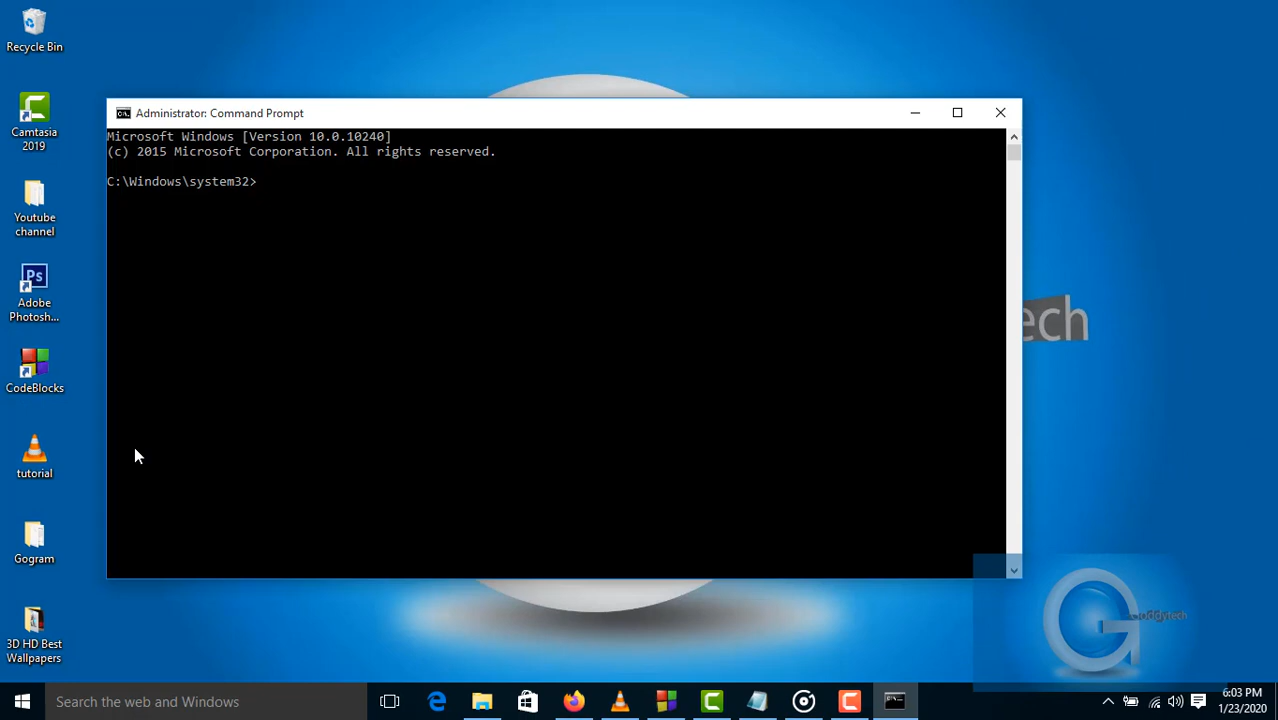 Recycle Bin
Camtasia
2019
Youtube
channel
Ps
Adobe
Photosh...
CodeBlocks
tutorial
Gogram
3D HD Best
Wallpapers
Administrator: Command Prompt
Microsoft Windows [Version 10.0.10240]
(c) 2015 Microsoft Corporation. All rights reserved.
C:\Windows\system32>
ech
Search the web and Windows
6:03 PM
1/23/2020